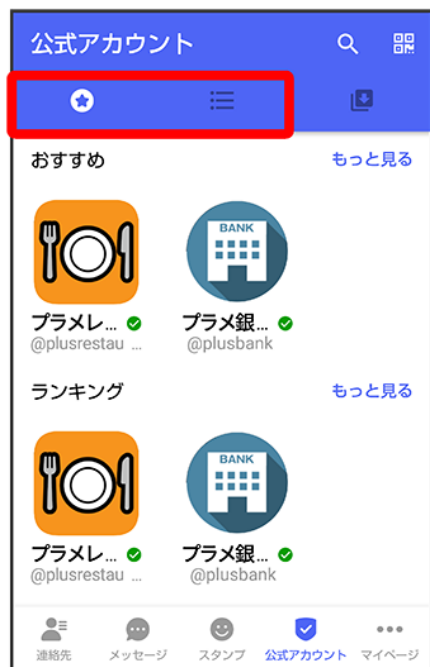 公式アカウント
おすすめ
もっと見る
BANK
プラメレ...
プラメ銀...
@plusrestau ...
@plusbank
ランキング
もっと見る
BANK
プラメレ...
プラメ銀...
@plusrestau ...
@plusbank
連絡先
メッセージ
スタンプ
公式アカウント
マイページ